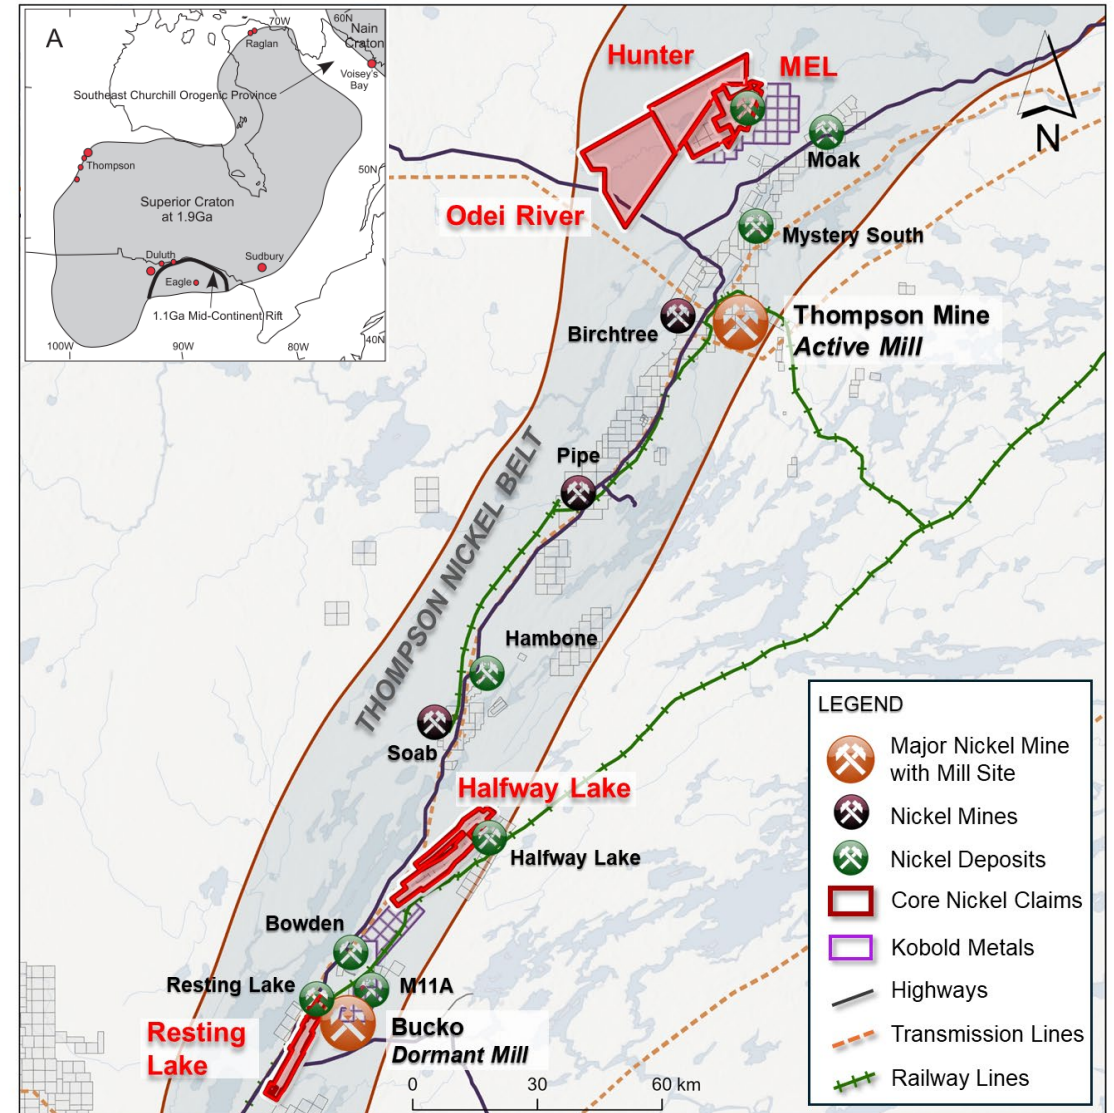 A
70W
60N
Nain
Craton
Raglan
Voisey's
Bay
Southeast Churchill Orogenic Province
Thompson
50N
Superior Craton
at 1.9Ga
Duluth
Sudbury
Eagle
1.1Ga Mid-Continent Rift
100W
90W
80W
40N
Hunter
MEL
N
Moak
Odei River
Mystery South
Birchtree
Thompson Mine
Active Mill
Pipe
THOMPSON NICKEL BELT
Hambone
Soab
Halfway Lake
Halfway Lake
Bowden
Resting Lake
M11A
Resting
Lake
Bucko
Dormant Mill
0
30
60 km
LEGEND
Major Nickel Mine
with Mill Site
Nickel Mines
Nickel Deposits
Core Nickel Claims
Kobold Metals
Highways
Transmission Lines
Railway Lines